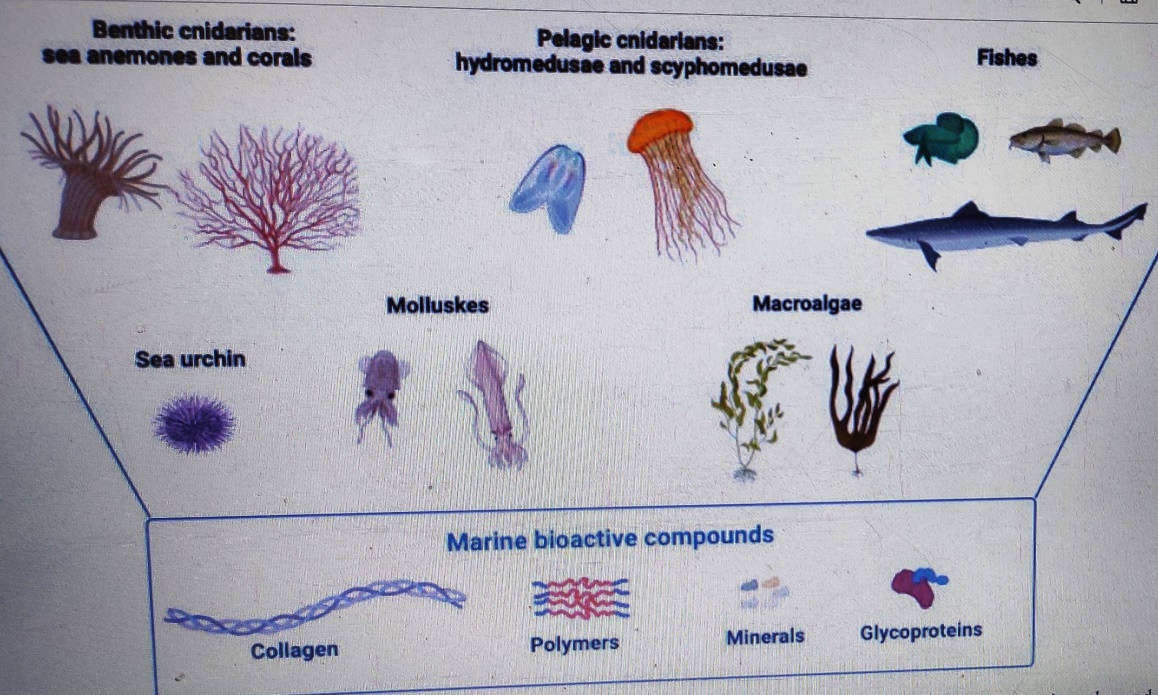 Benthic cnidarians:
sea anemones and corals
Pelagic cnidarians:
hydromedusae and scyphomedusae
Fishes
Molluskes
Macroalgae
Sea urchin
Marine bioactive compounds
Collagen
Polymers
Minerals
Glycoproteins